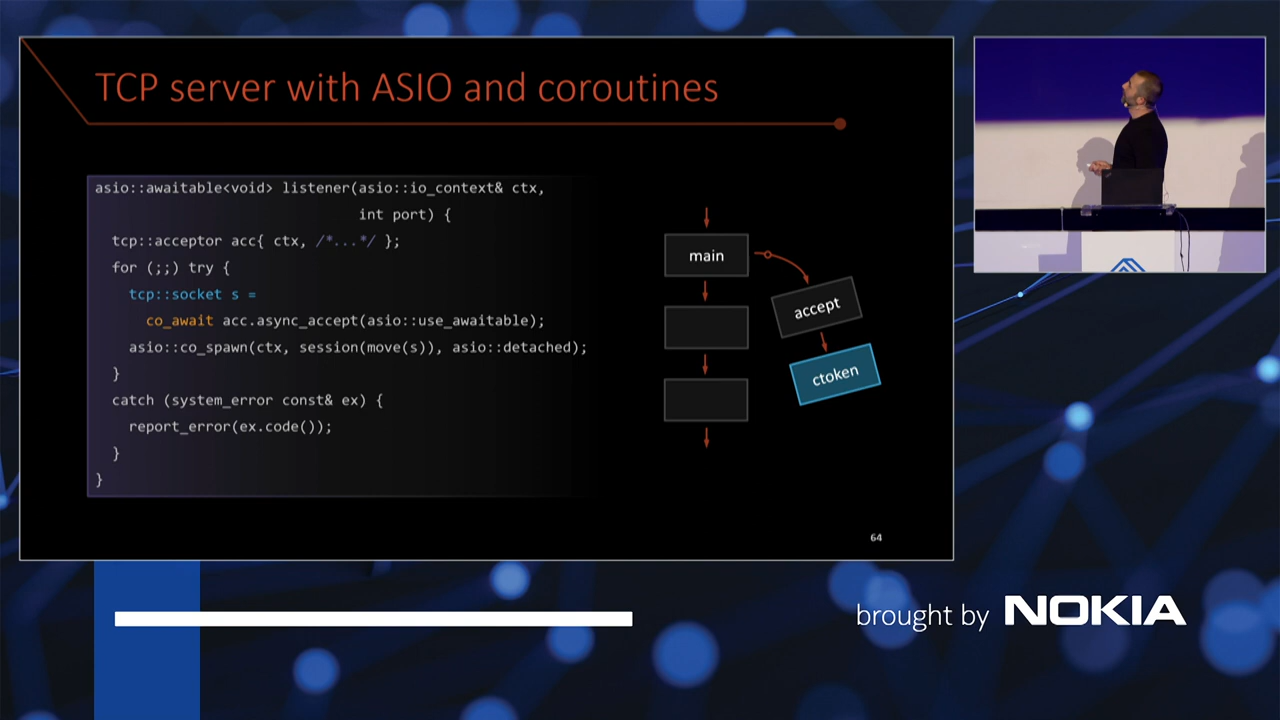 TCP server with ASIO and coroutines
asio::awaitable<void> listener(asio::io_context& ctx,
int port) {
tcp::acceptor acc{ ctx, /*...*/ };
for (;;) try {
tcp::socket s =
co_await acc.async_accept(asio::use_awaitable);
asio::co_spawn(ctx, session(move(s)), asio::detached);
}
catch (system_error const& ex) {
report_error(ex.code());
}
}
main
accept
ctoken
64
brought by NOKIA